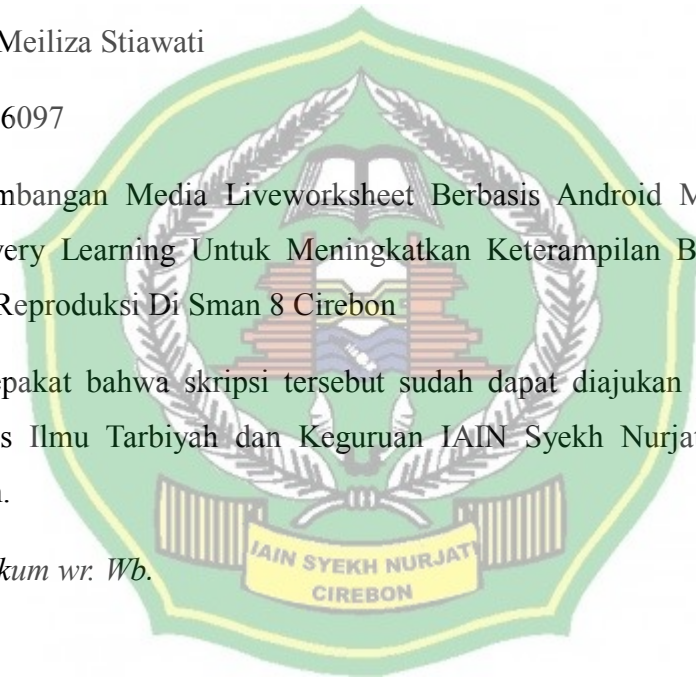 Meiliza Stiawati
6097
mbangan Media Liveworksheet Berbasis Android M
very Learning Untuk Meningkatkan Keterampilan B
Reproduksi Di Sman 8 Cirebon
epakat bahwa skripsi tersebut sudah dapat diajukan
s Ilmu Tarbiyah dan Keguruan IAIN Syekh Nurjat
n.
kum wr. Wb.
IAIN SYEKH NURJATI
CIREBON